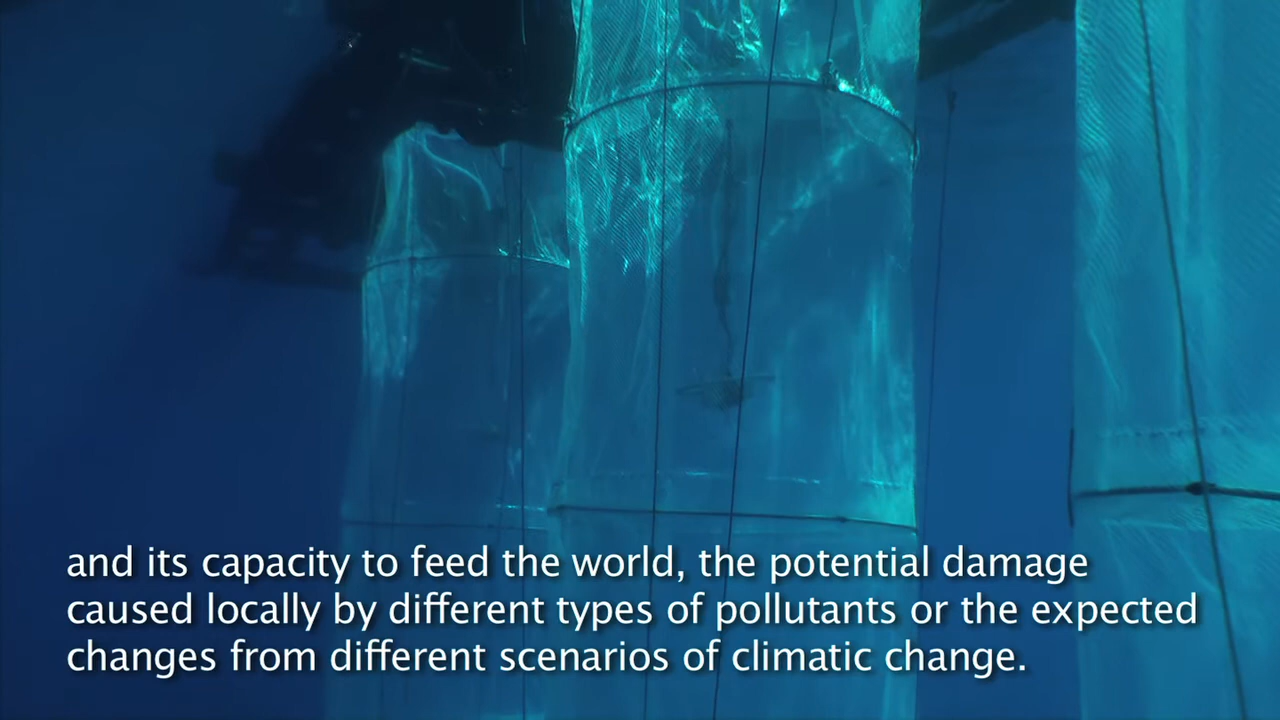 and its capacity to feed the world, the potential damage
caused locally by different types of pollutants or the expected
changes from different scenarios of climatic change.